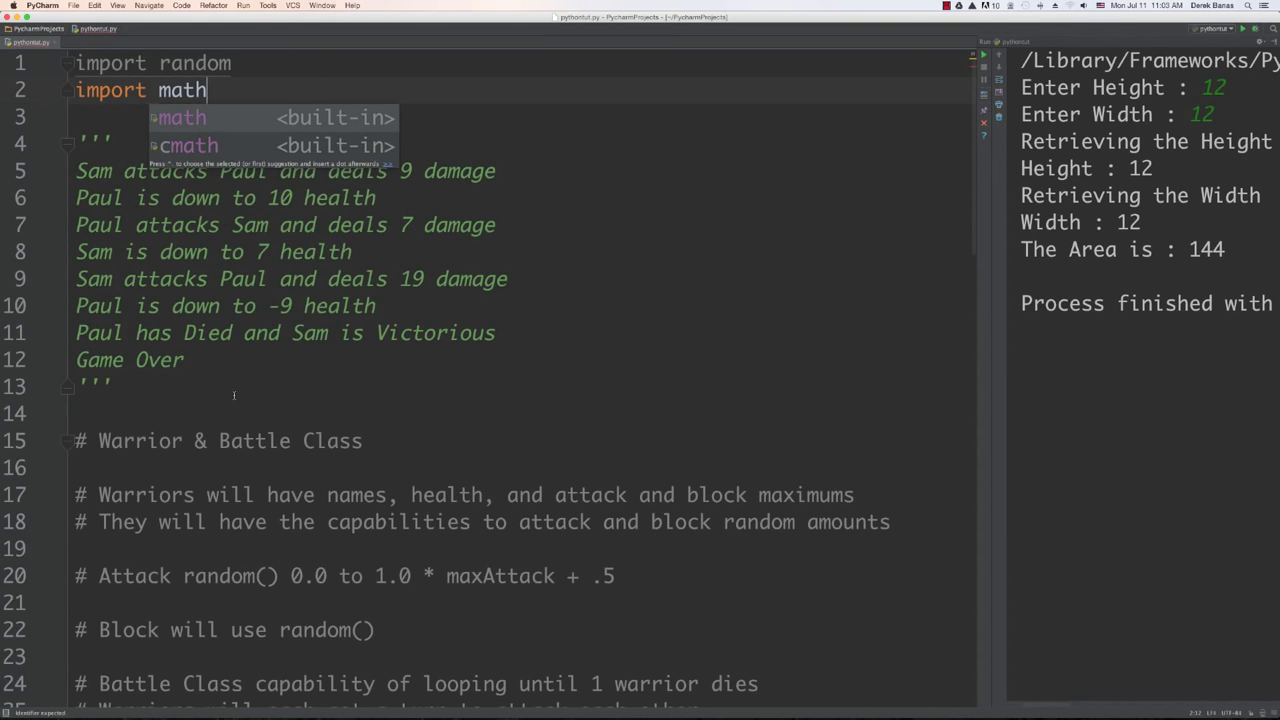 PyCharm File Edit View Navigate Code Refactor Run Tools VCS Window Help
10 Mon Jul 11 11:03 AM Derek Banas
pythontut.py - PycharmProjects - [~/PycharmProjects]
PycharmProjects pythontut.py
pythontut
pythontut.py
Run pythontut
1 import random
2 import math
math <built-in>
cmath <built-in>
Press ^. to choose the selected (or first) suggestion and insert a dot afterwards >>
3
4 '''
5 Sam attacks Paul and deals 9 damage
6 Paul is down to 10 health
7 Paul attacks Sam and deals 7 damage
8 Sam is down to 7 health
9 Sam attacks Paul and deals 19 damage
10 Paul is down to -9 health
11 Paul has Died and Sam is Victorious
12 Game Over
13 '''
14
15 # Warrior & Battle Class
16
17 # Warriors will have names, health, and attack and block maximums
18 # They will have the capabilities to attack and block random amounts
19
20 # Attack random() 0.0 to 1.0 * maxAttack + .5
21
22 # Block will use random()
23
24 # Battle Class capability of looping until 1 warrior dies
/Library/Frameworks/Py
Enter Height : 12
Enter Width : 12
Retrieving the Height
Height : 12
Retrieving the Width
Width : 12
The Area is : 144
Process finished with
Identifier expected
2:12 LF÷ UTF-8÷